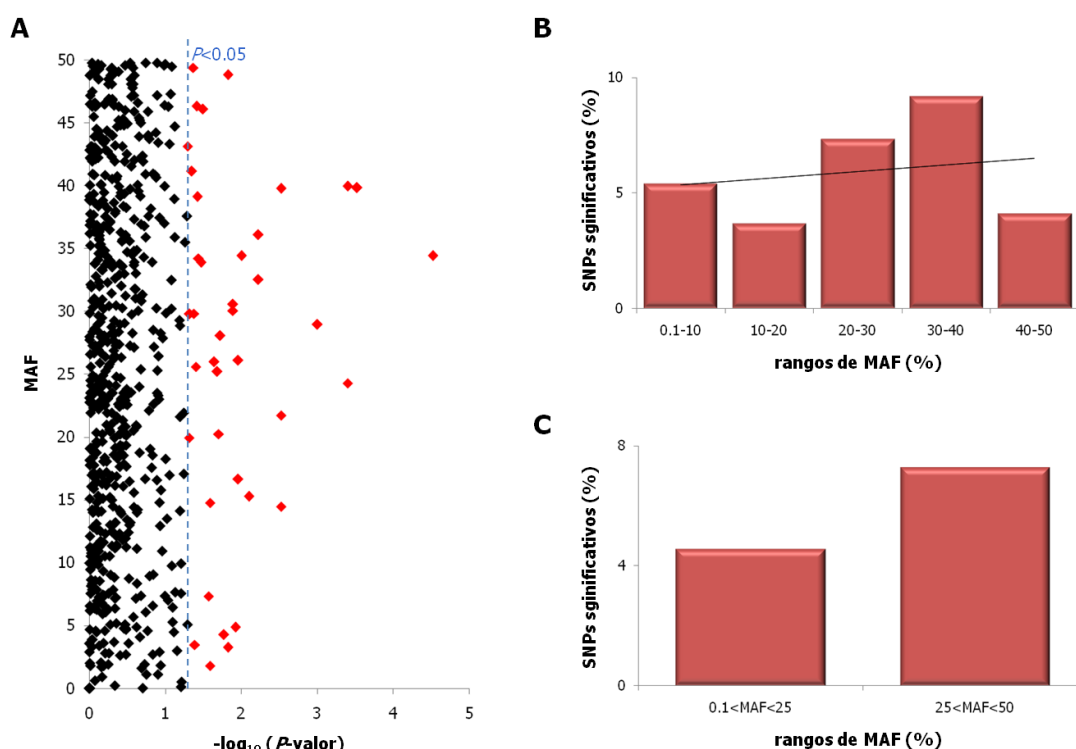 A
P<0.05
50
45
40
35
30
25
20
15
10
5
0
MAF
0 1 2 3 4 5
-log₁₀ (P-valor)
B
10
5
0
SNPs sginificativos (%)
0.1-10 10-20 20-30 30-40 40-50
rangos de MAF (%)
C
8
4
0
SNPs sginificativos (%)
0.1<MAF<25 25<MAF<50
rangos de MAF (%)